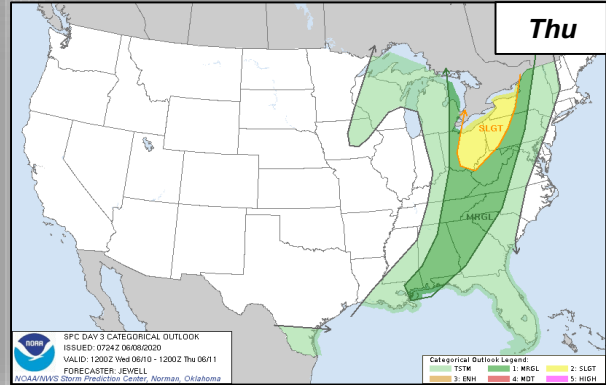 Thu
SLGT
MRGL
NOAA
SPC DAY 3 CATEGORICAL OUTLOOK
ISSUED: 0724Z 06/08/2020
VALID: 1200Z Wed 06/10 - 1200Z Thu 06/11
FORECASTER: JEWELL
NOAA/NWS Storm Prediction Center, Norman, Oklahoma
Categorical Outlook Legend:
TSTM 1: MRGL 2: SLGT
3: ENH 4: MDT 5: HIGH